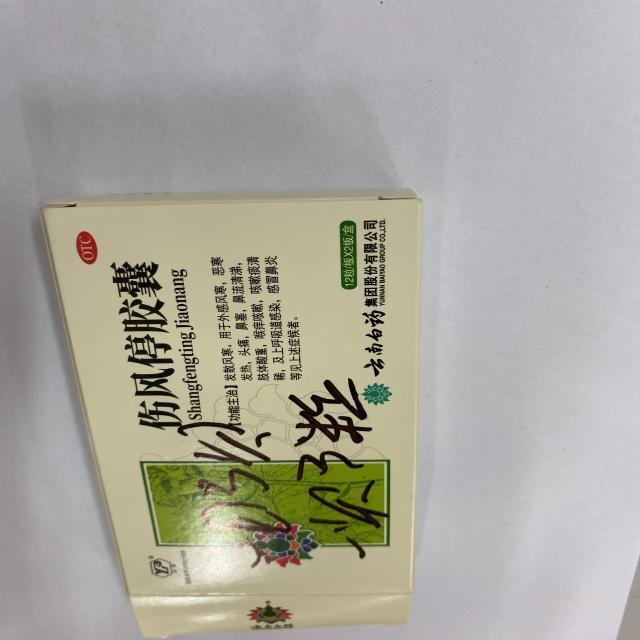 OTC
伤风停胶囊
Shangfengting Jiaonang
【功能主治】发散风寒。用于外感风寒，恶寒
发热，头痛，鼻塞，鼻流清涕，
肢体酸重，喉痒咳嗽，咳嗽痰清
稀，及上呼吸道感染，感冒鼻炎
等见上述症候者。
12粒/板X2板/盒
云南白药 集团股份有限公司
YUNNAN BAIYAO GROUP CO.,LTD.